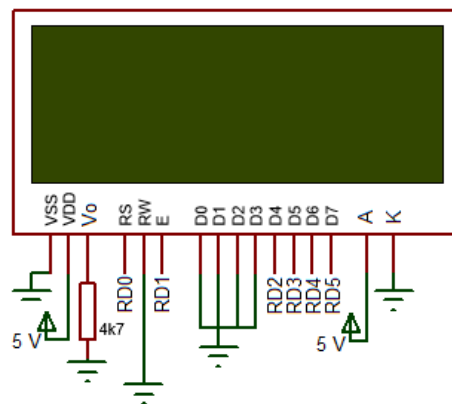 VSS VDD Vo RS RW E D0 D1 D2 D3 D4 D5 D6 D7 A K
RD0 RD1 RD2 RD3 RD4 RD5
4k7
5 V 5 V